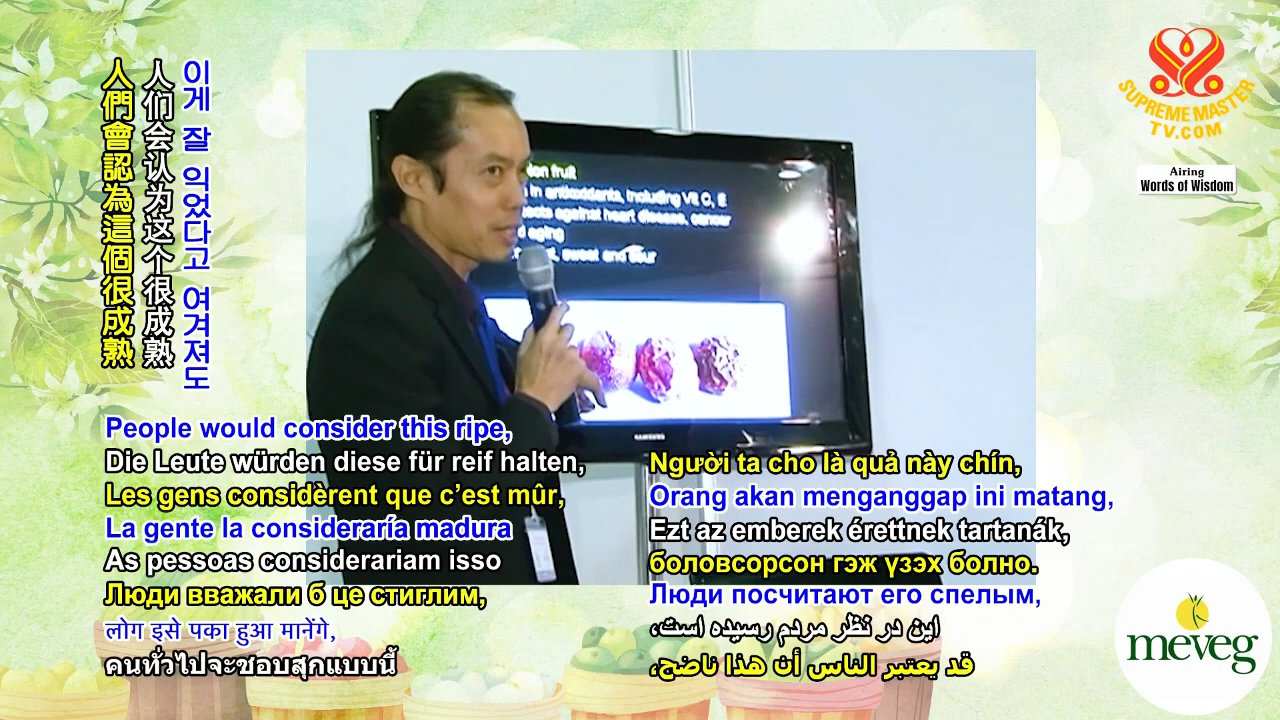 人們會認為這個很成熟
人们会认为这个很成熟
이게 잘 익었다고 여겨져도
SUPREME MASTER
TV.COM
Airing
Words of Wisdom
fruit
in antioxidants, including Vit C, E
against heart disease, cancer
aging
sweet and sour
SAMSUNG
People would consider this ripe,
Die Leute würden diese für reif halten,
Les gens considèrent que c’est mûr,
La gente la consideraría madura
As pessoas considerariam isso
Люди вважали б це стиглим,
लोग इसे पका हुआ मानेंगे,
คนทั่วไปจะชอบสุกแบบนี้
Người ta cho là quả này chín,
Orang akan menganggap ini matang,
Ezt az emberek érettnek tartanák,
боловсорсон гэж үзэх болно.
Люди посчитают его спелым,
این در نظر مردم رسیده است،
قد يعتبر الناس أن هذا ناضج،
meveg